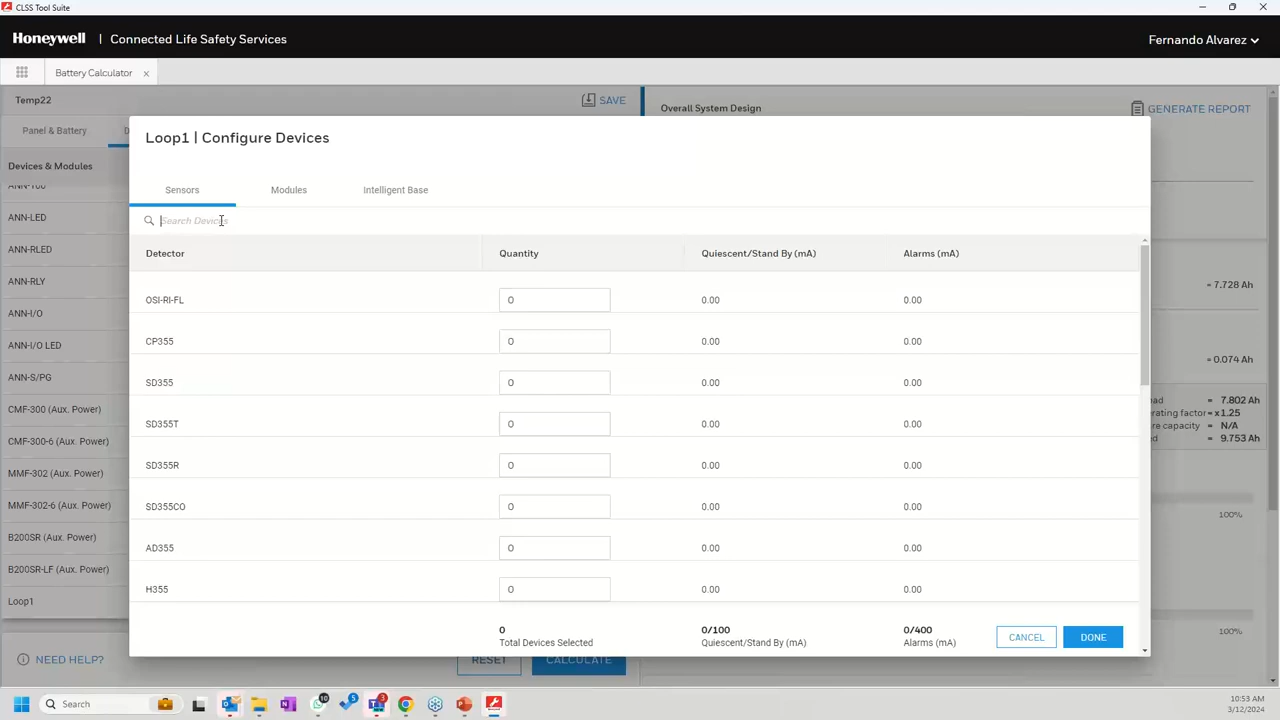 CLSS Tool Suite
Honeywell | Connected Life Safety Services
Fernando Alvarez
Battery Calculator
Temp22
SAVE
Overall System Design
GENERATE REPORT
Panel & Battery
D
Devices & Modules
ANN-LED
ANN-RLED
ANN-RLY
ANN-I/O
ANN-I/O LED
ANN-S/PG
CMF-300 (Aux. Power)
CMF-300-6 (Aux. Power)
MMF-302 (Aux. Power)
MMF-302-6 (Aux. Power)
B200SR (Aux. Power)
B200SR-LF (Aux. Power)
Loop1
NEED HELP?
RESET
CALCULATE
Loop1 | Configure Devices
Sensors Modules Intelligent Base
Search Devices
Detector Quantity Quiescent/Stand By (mA) Alarms (mA)
OSI-RI-FL 0 0.00 0.00
CP355 0 0.00 0.00
SD355 0 0.00 0.00
SD355T 0 0.00 0.00
SD355R 0 0.00 0.00
SD355CO 0 0.00 0.00
AD355 0 0.00 0.00
H355 0 0.00 0.00
0 0/100 0/400
Total Devices Selected Quiescent/Stand By (mA) Alarms (mA)
CANCEL DONE
= 7.728 Ah
= 0.074 Ah
= 7.802 Ah
erating factor = x1.25
re capacity = N/A
= 9.753 Ah
100%
100%
Search
10
5
3
10:53 AM
3/12/2024